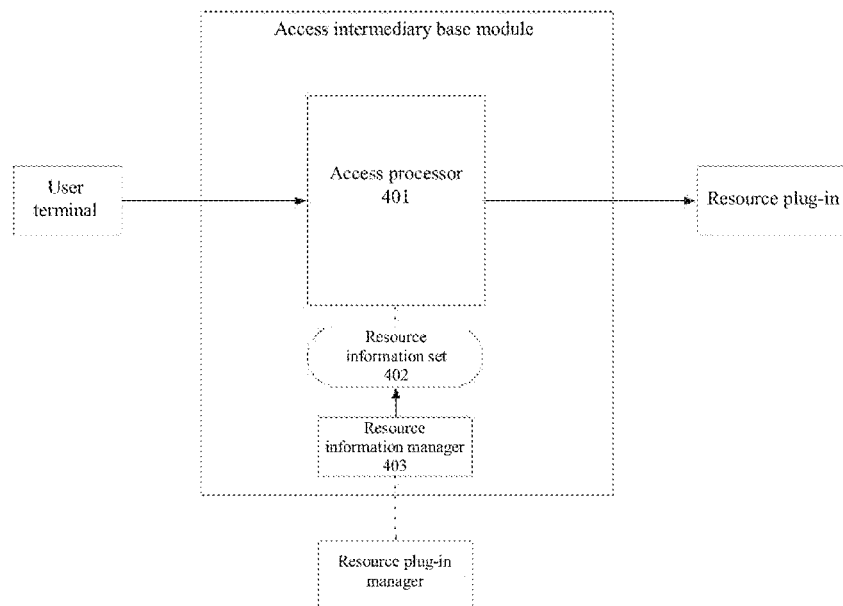 Access intermediary base module
Access processor
401
User
terminal
Resource plug-in
Resource
information set
402
Resource
information manager
403
Resource plug-in
manager